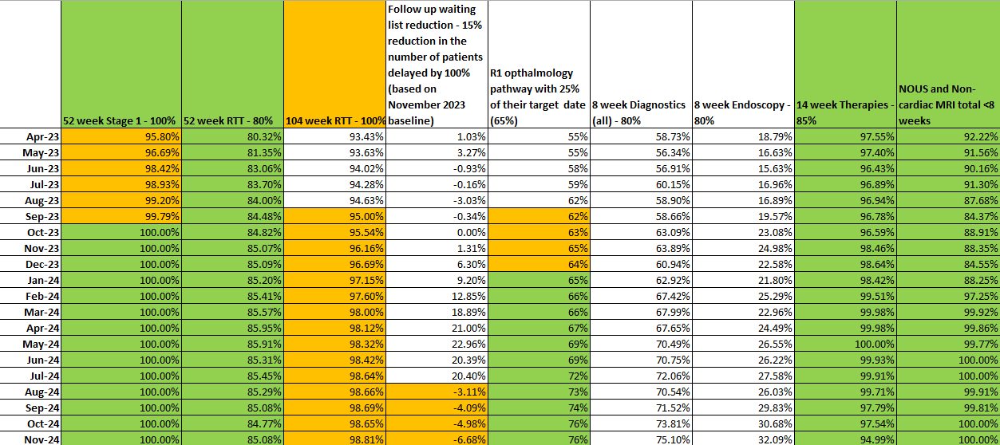 Follow up waiting
list reduction - 15%
reduction in the
number of patients
delayed by 100%
(based on
November 2023
baseline)
R1 opthalmology
pathway with 25%
of their target date
(65%)
52 week Stage 1 - 100%
52 week RTT - 80%
104 week RTT - 100%
8 week Diagnostics
(all) - 80%
8 week Endoscopy -
80%
14 week Therapies -
85%
NOUS and Non-
cardiac MRI total <8
weeks
Apr-23 95.80% 80.32% 93.43% 1.03% 55% 58.73% 18.79% 97.55% 92.22%
May-23 96.69% 81.35% 93.63% 3.27% 55% 56.34% 16.63% 97.40% 91.56%
Jun-23 98.42% 83.06% 94.02% -0.93% 58% 56.91% 15.63% 96.43% 90.16%
Jul-23 98.93% 83.70% 94.28% -0.16% 59% 60.15% 16.96% 96.89% 91.30%
Aug-23 99.20% 84.00% 94.63% -3.03% 62% 58.90% 16.89% 96.94% 87.68%
Sep-23 99.79% 84.48% 95.00% -0.34% 62% 58.66% 19.57% 96.78% 84.37%
Oct-23 100.00% 84.82% 95.54% 0.00% 63% 63.09% 23.08% 96.59% 88.91%
Nov-23 100.00% 85.07% 96.16% 1.31% 65% 63.89% 24.98% 98.46% 88.35%
Dec-23 100.00% 85.09% 96.69% 6.30% 64% 60.94% 22.58% 98.64% 84.55%
Jan-24 100.00% 85.20% 97.15% 9.20% 65% 62.92% 21.80% 98.42% 88.25%
Feb-24 100.00% 85.41% 97.60% 12.85% 66% 67.42% 25.29% 99.51% 97.25%
Mar-24 100.00% 85.57% 98.00% 18.89% 66% 67.99% 22.96% 99.98% 99.92%
Apr-24 100.00% 85.95% 98.12% 21.00% 67% 67.65% 24.49% 99.98% 99.86%
May-24 100.00% 85.91% 98.32% 22.96% 69% 70.49% 26.55% 100.00% 99.77%
Jun-24 100.00% 85.31% 98.42% 20.39% 69% 70.75% 26.22% 99.93% 100.00%
Jul-24 100.00% 85.45% 98.64% 20.40% 72% 72.06% 27.58% 99.91% 100.00%
Aug-24 100.00% 85.29% 98.66% -3.11% 73% 70.54% 26.03% 99.71% 99.91%
Sep-24 100.00% 85.08% 98.69% -4.09% 74% 71.52% 29.83% 97.79% 99.81%
Oct-24 100.00% 84.77% 98.65% -4.98% 76% 73.81% 30.68% 97.54% 100.00%
Nov-24 100.00% 85.08% 98.81% -6.68% 76% 75.10% 32.09% 94.99% 100.00%